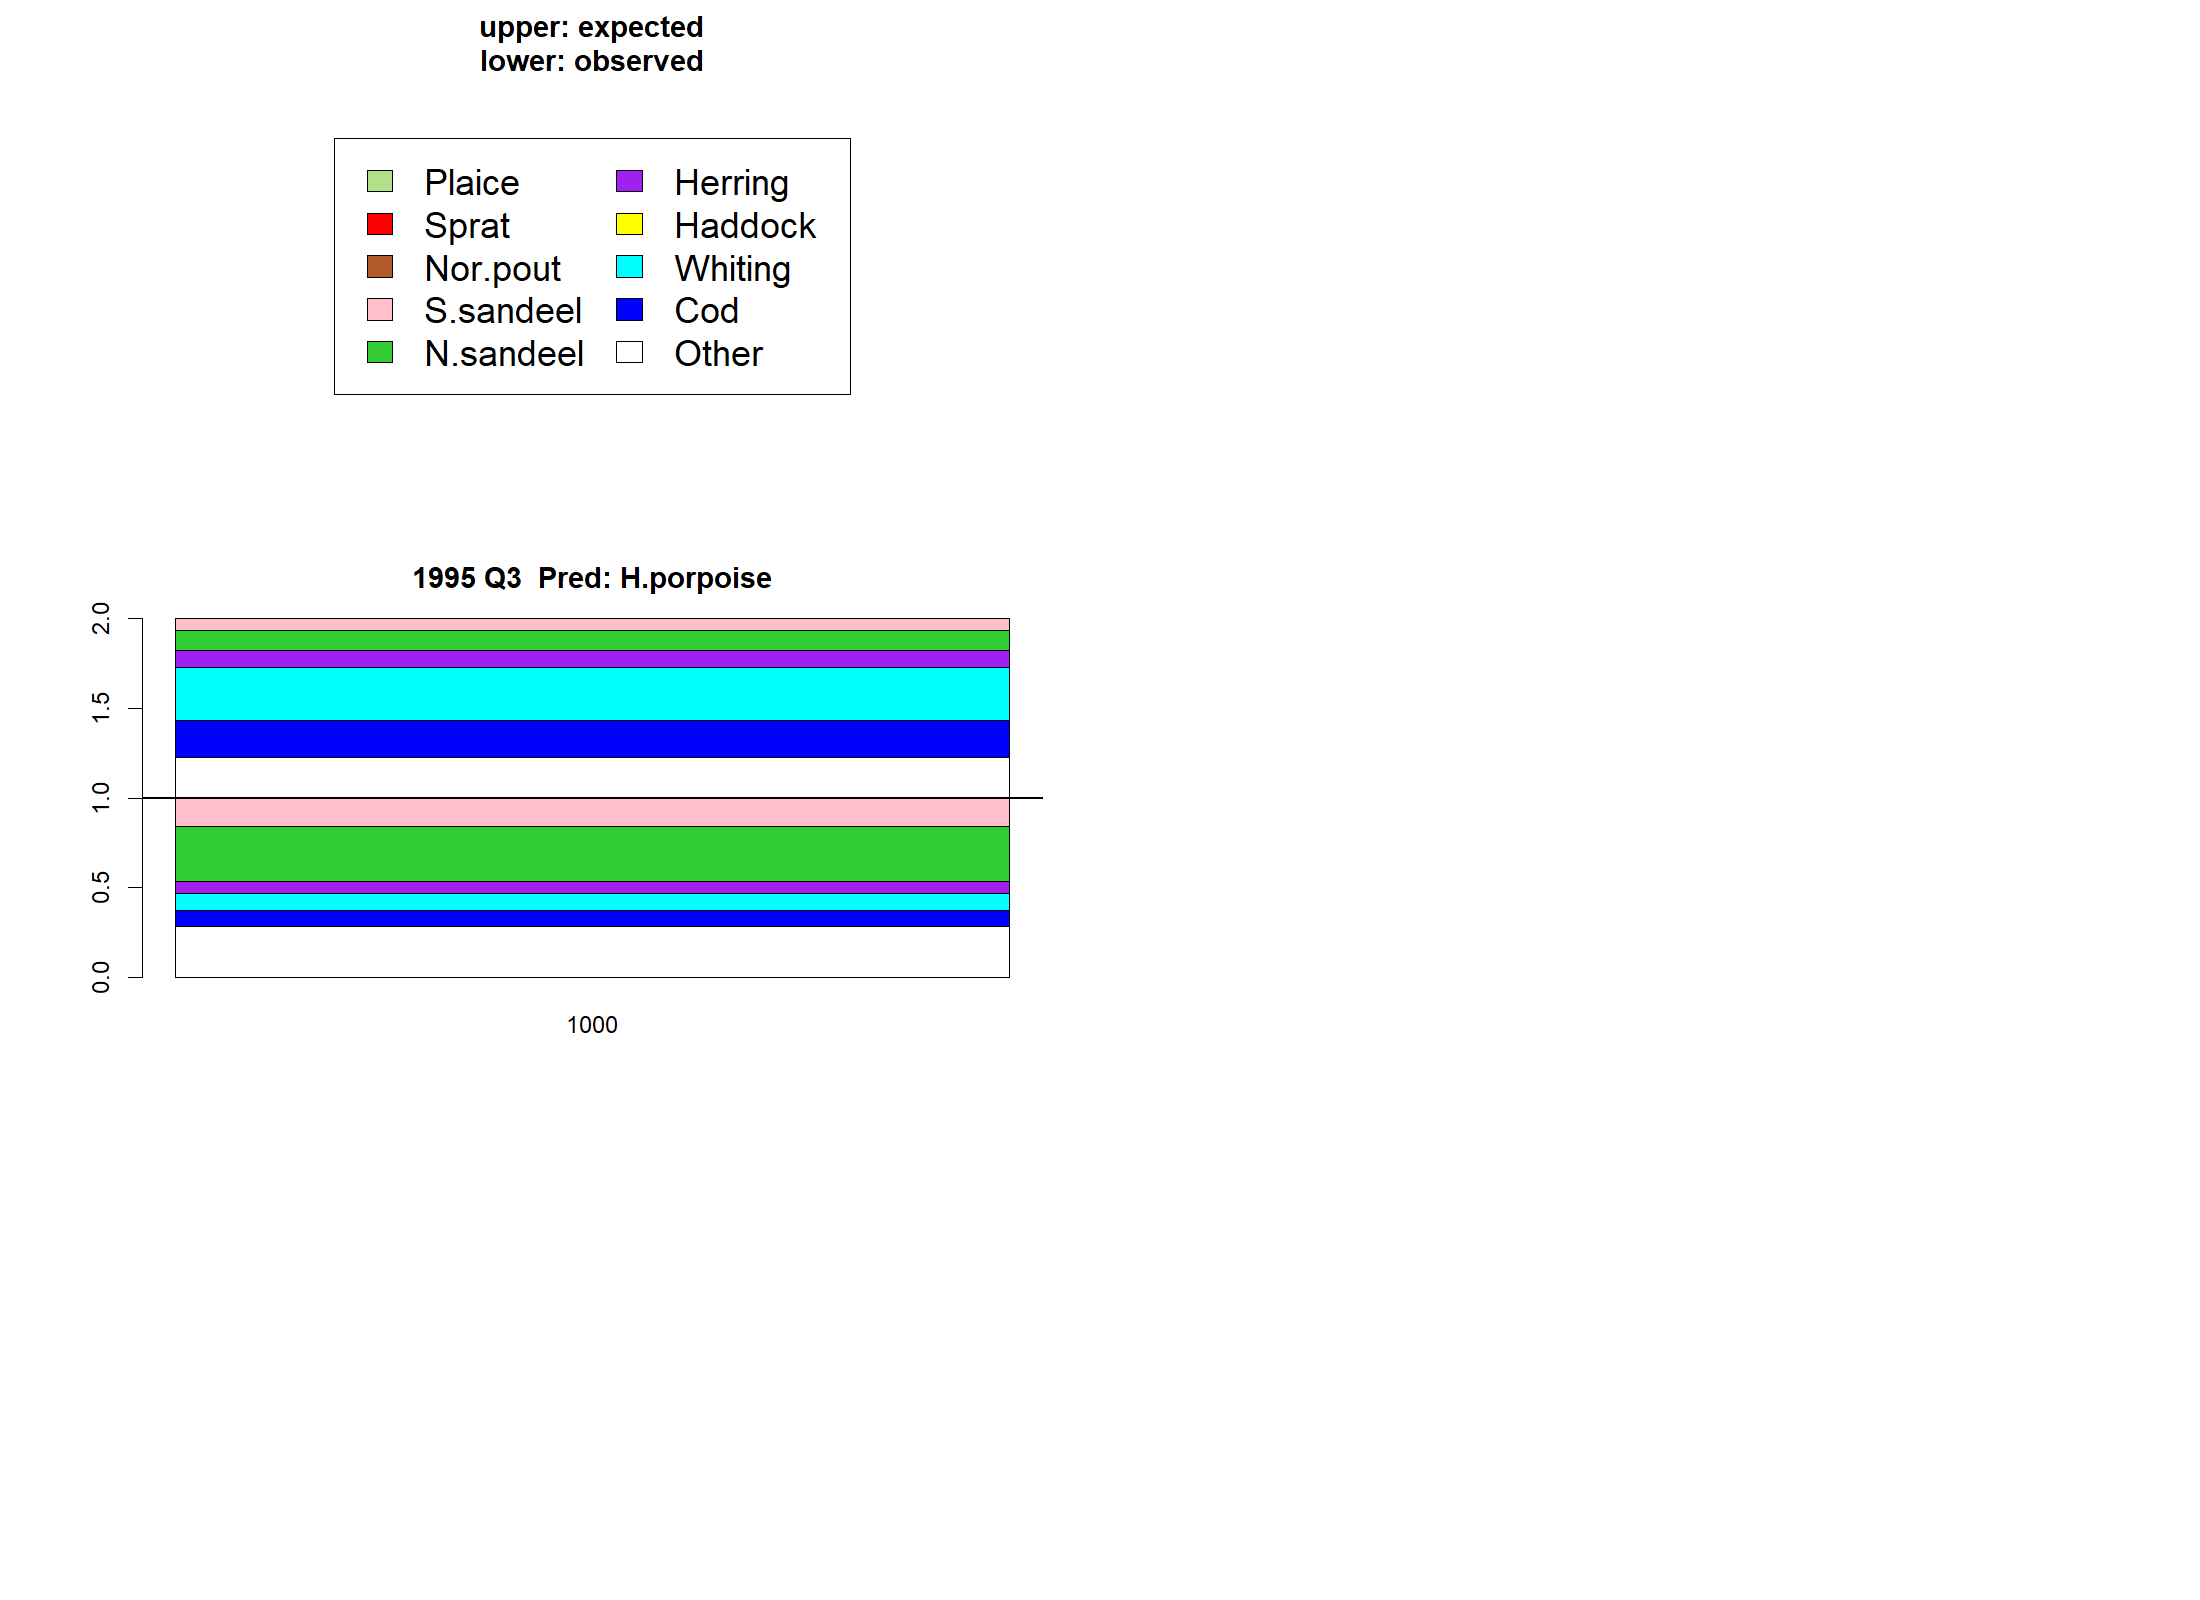 upper: expected
lower: observed
Plaice
Sprat
Nor.pout
S.sandeel
N.sandeel
Herring
Haddock
Whiting
Cod
Other
1995 Q3  Pred: H.porpoise
2.0
1.5
1.0
0.5
0.0
1000